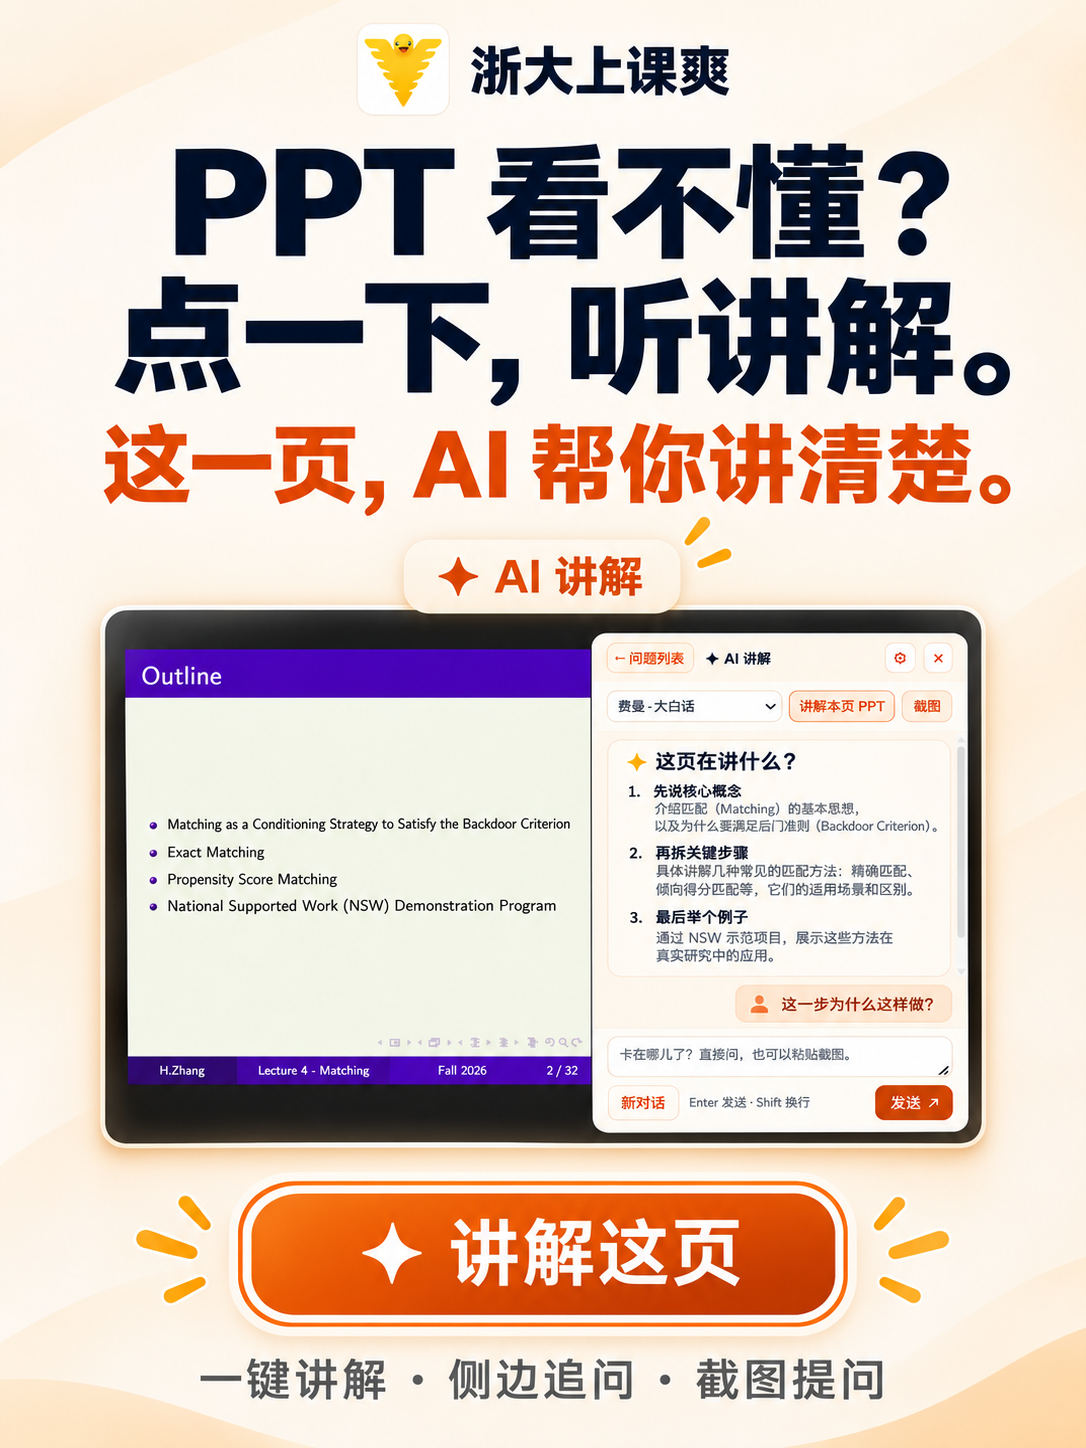 浙大上课爽
PPT 看不懂？
点一下，听讲解。
这一页，AI 帮你讲清楚。
AI 讲解
Outline
Matching as a Conditioning Strategy to Satisfy the Backdoor Criterion
Exact Matching
Propensity Score Matching
National Supported Work (NSW) Demonstration Program
H.Zhang
Lecture 4 - Matching
Fall 2026
2 / 32
← 问题列表
AI 讲解
费曼 - 大白话
讲解本页 PPT
截图
这页在讲什么？
1. 先说核心概念
介绍匹配（Matching）的基本思想，
以及为什么要满足后门准则（Backdoor Criterion）。
2. 再拆关键步骤
具体讲解几种常见的匹配方法：精确匹配、
倾向得分匹配等，它们的适用场景和区别。
3. 最后举个例子
通过 NSW 示范项目，展示这些方法在
真实研究中的应用。
这一步为什么这样做？
卡在哪儿了？直接问，也可以粘贴截图。
新对话
Enter 发送 · Shift 换行
发送 ↗
讲解这页
一键讲解 · 侧边追问 · 截图提问